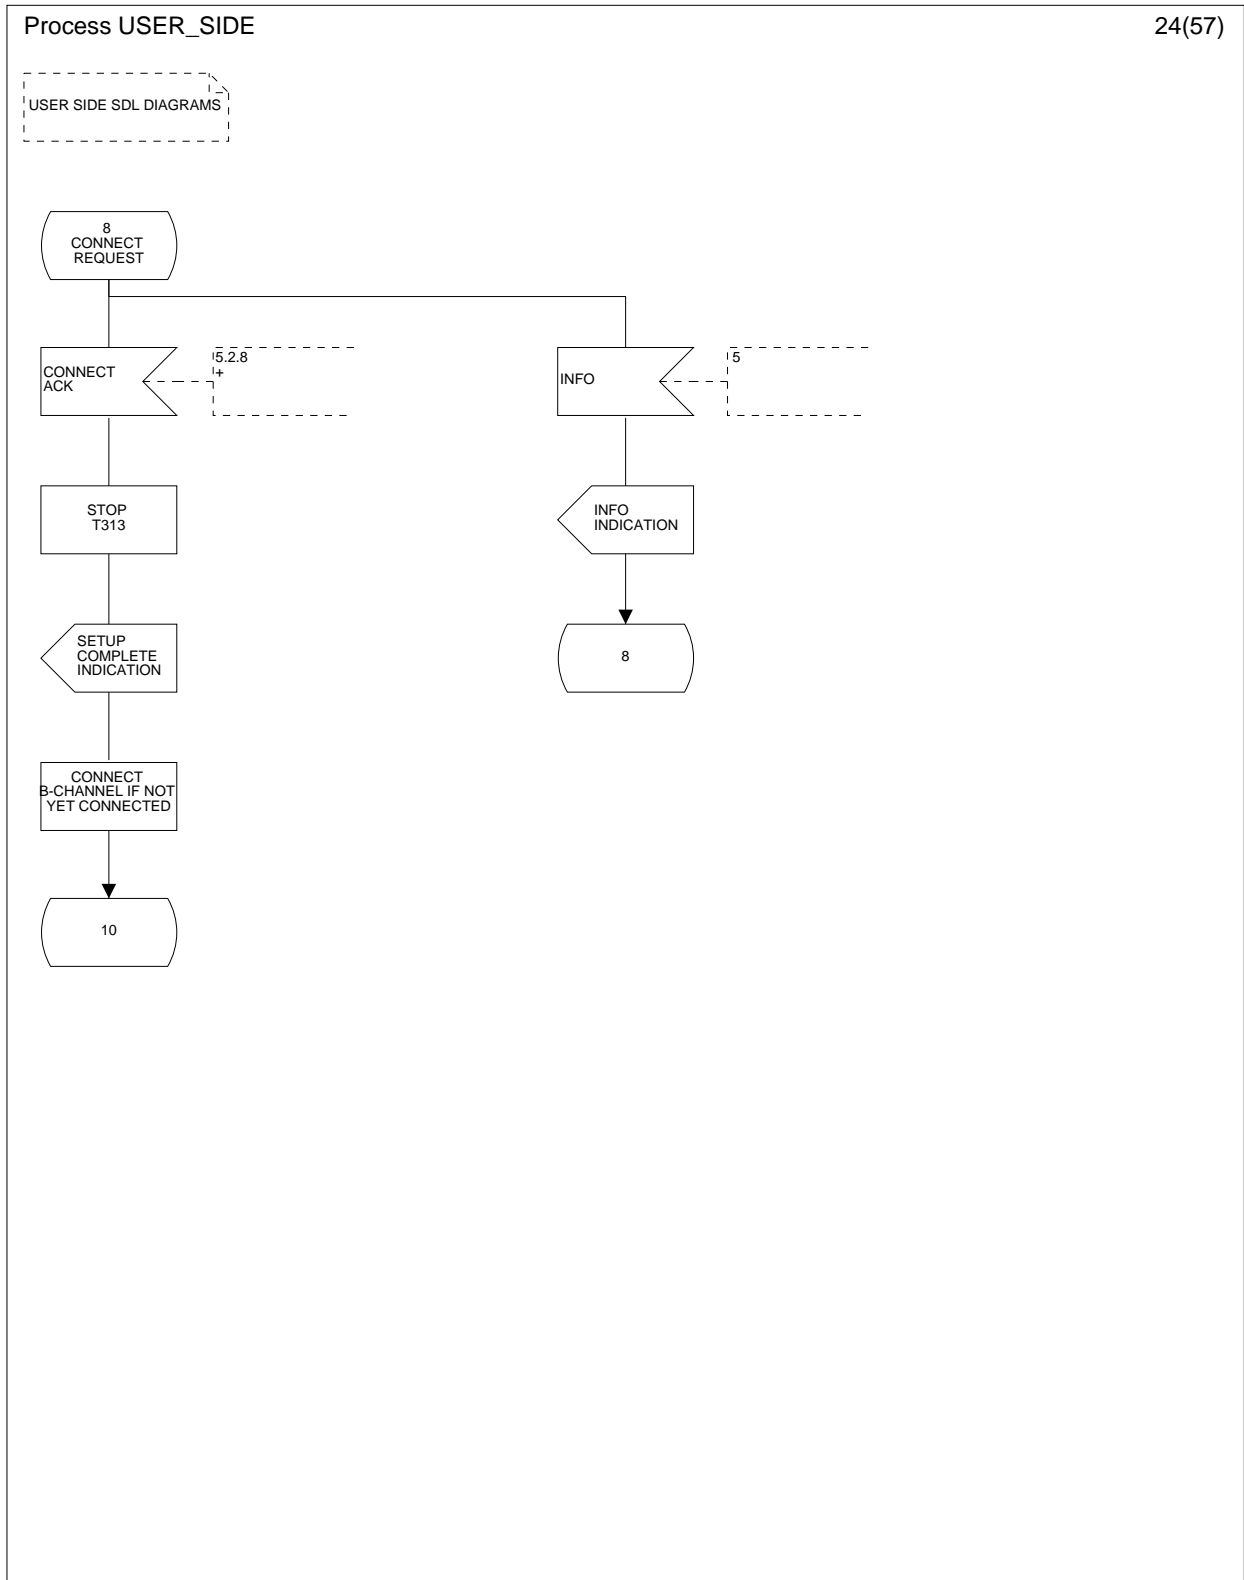 Process USER_SIDE
24(57)
USER SIDE SDL DIAGRAMS
8
CONNECT
REQUEST
CONNECT
ACK
5.2.8
+
INFO
5
STOP
T313
INFO
INDICATION
SETUP
COMPLETE
INDICATION
8
CONNECT
B-CHANNEL IF NOT
YET CONNECTED
10